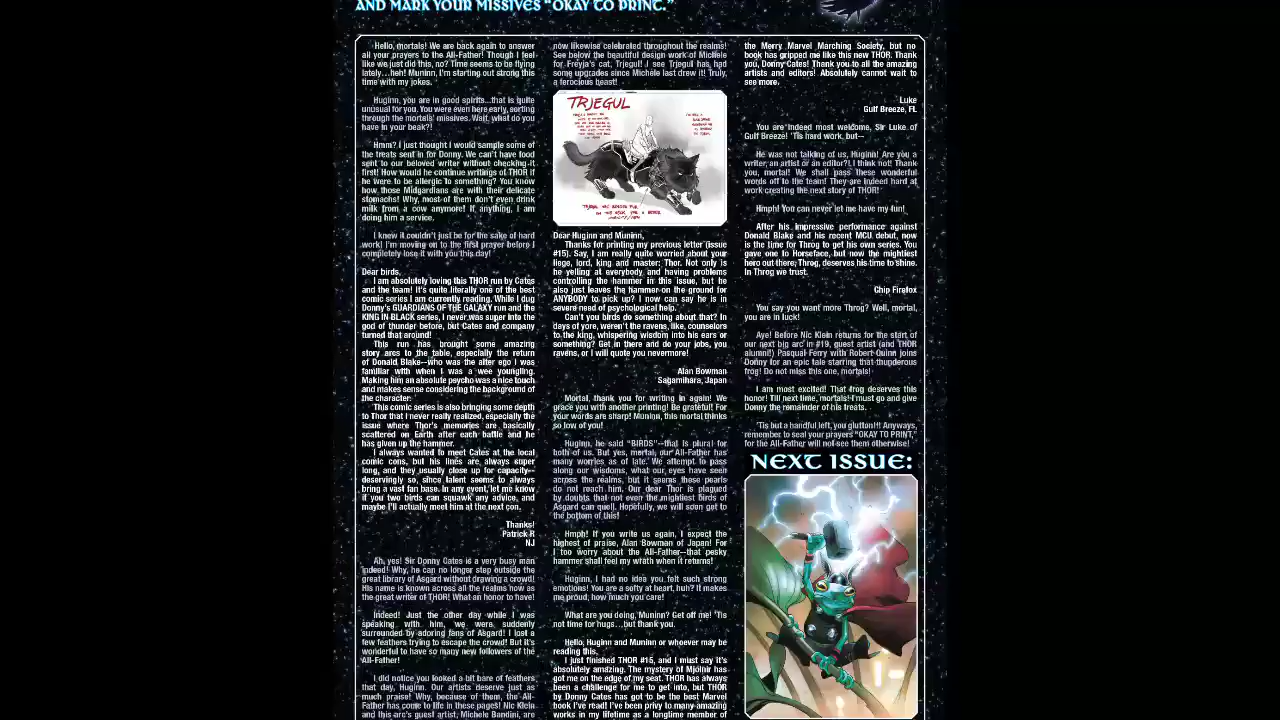 AND MARK YOUR MISSIVES "OKAY TO PRINT."
Hello, mortals! We are back again to answer
all your prayers to the All-Father! Though I feel
like we just did this, no? Time seems to be flying
lately...heh! Muninn, I'm starting out strong this
time with my jokes.
Huginn, you are in good spirits...that is quite
unusual for you. You were even here early, sorting
through the mortals' missives. Wait, what do you
have in your beak?!
Hmm? I just thought I would sample some of
the treats sent in for Donny. We can't have food
sent to our beloved writer without checking it
first! How would he continue writings of THOR if
he were to be allergic to something? You know
how those Midgardians are with their delicate
stomachs! Why, most of them don't even drink
milk from a cow anymore! If anything, I am
doing him a service.
I knew it couldn't just be for the sake of hard
work! I'm moving on to the first prayer before I
completely lose it with you this day!
Dear birds,
I am absolutely loving this THOR run by Cates
and the team! It's quite literally one of the best
comic series I am currently reading. While I dug
Donny's GUARDIANS OF THE GALAXY run and the
KING IN BLACK series, I never was super into the
god of thunder before, but Cates and company
turned that around!
This run has brought some amazing
story arcs to the table, especially the return
of Donald Blake--who was the alter ego I was
familiar with when I was a wee youngling.
Making him an absolute psycho was a nice touch
and makes sense considering the background of
the character.
This comic series is also bringing some depth
to Thor that I never really realized, especially the
issue where Thor's memories are basically
scattered on Earth after each battle and he
has given up the hammer.
I always wanted to meet Cates at the local
comic cons, but his lines are always super
long, and they usually close up for capacity--
deservingly so, since talent seems to always
bring a vast fan base. In any event, let me know
if you two birds can squawk any advice, and
maybe I'll actually meet him at the next con.
Thanks!
Patrick R
NJ
Ah, yes! Sir Donny Cates is a very busy man
indeed! Why, he can no longer step outside the
great library of Asgard without drawing a crowd!
His name is known across all the realms now as
the great writer of THOR! What an honor to have!
Indeed! Just the other day while I was
speaking with him, we were suddenly
surrounded by adoring fans of Asgard! I lost a
few feathers trying to escape the crowd! But it's
wonderful to have so many new followers of the
All-Father!
I did notice you looked a bit bare of feathers
that day, Huginn. Our artists deserve just as
much praise! Why, because of them, the All-
Father has come to life in these pages! Nic Klein
and this arc's guest artist, Michele Bandini, are
now likewise celebrated throughout the realms!
See below the beautiful design work of Michele
for Freyja's cat, Trjegul! I see Trjegul has had
some upgrades since Michele last drew it! Truly,
a ferocious beast!
TRJEGUL
Dear Huginn and Muninn,
Thanks for printing my previous letter (issue
#15). Say, I am really quite worried about your
liege, lord, king and master: Thor. Not only is
he yelling at everybody and having problems
controlling the hammer in this issue, but he
also just leaves the hammer on the ground for
ANYBODY to pick up? I now can say he is in
severe need of psychological help.
Can't you birds do something about that? In
days of yore, weren't the ravens, like, counselors
to the king, whispering wisdom into his ears or
something? Get in there and do your jobs, you
ravens, or I will quote you nevermore!
Alan Bowman
Sagamihara, Japan
Mortal, thank you for writing in again! We
grace you with another printing! Be grateful! For
your words are sharp! Muninn, this mortal thinks
so low of you!
Huginn, he said "BIRDS"--that is plural for
both of us. But yes, mortal, our All-Father has
many worries as of late. We attempt to pass
along our wisdoms, what our eyes have seen
across the realms, but it seems these pearls
do not reach him. Our dear Thor is plagued
by doubts that not even the mightiest birds of
Asgard can quell. Hopefully, we will soon get to
the bottom of this!
Hmph! If you write us again, I expect the
highest of praise, Alan Bowman of Japan! For
I too worry about the All-Father--that pesky
hammer shall feel my wrath when it returns!
Huginn, I had no idea you felt such strong
emotions! You are a softy at heart, huh? It makes
me proud, how much you care!
What are you doing, Muninn? Get off me! 'Tis
not time for hugs...but thank you.
Hello, Huginn and Muninn or whoever may be
reading this,
I just finished THOR #15, and I must say it's
absolutely amazing. The mystery of Mjolnir has
got me on the edge of my seat. THOR has always
been a challenge for me to get into, but THOR
by Donny Cates has got to be the best Marvel
book I've read! I've been privy to many amazing
works in my lifetime as a longtime member of
the Merry Marvel Marching Society, but no
book has gripped me like this new THOR. Thank
you, Donny Cates! Thank you to all the amazing
artists and editors! Absolutely cannot wait to
see more.
Luke
Gulf Breeze, FL
You are indeed most welcome, Sir Luke of
Gulf Breeze! 'Tis hard work, but--
He was not talking of us, Huginn! Are you a
writer, an artist or an editor?! I think not! Thank
you, mortal! We shall pass these wonderful
words off to the team! They are indeed hard at
work creating the next story of THOR!
Hmph! You can never let me have my fun!
After his impressive performance against
Donald Blake and his recent MCU debut, now
is the time for Throg to get his own series. You
gave one to Horseface, but now the mightiest
hero out there, Throg, deserves his time to shine.
In Throg we trust.
Chip Firefox
You say you want more Throg? Well, mortal,
you are in luck!
Aye! Before Nic Klein returns for the start of
our next big arc in #19, guest artist (and THOR
alumni!) Pasqual Ferry with Robert Quinn joins
Donny for an epic tale starring that thunderous
frog! Do not miss this one, mortals!
I am most excited! That frog deserves this
honor! Till next time, mortals! I must go and give
Donny the remainder of his treats.
'Tis but a handful left, you glutton!!! Anyways,
remember to seal your prayers "OKAY TO PRINT,"
for the All-Father will not see them otherwise!
NEXT ISSUE: